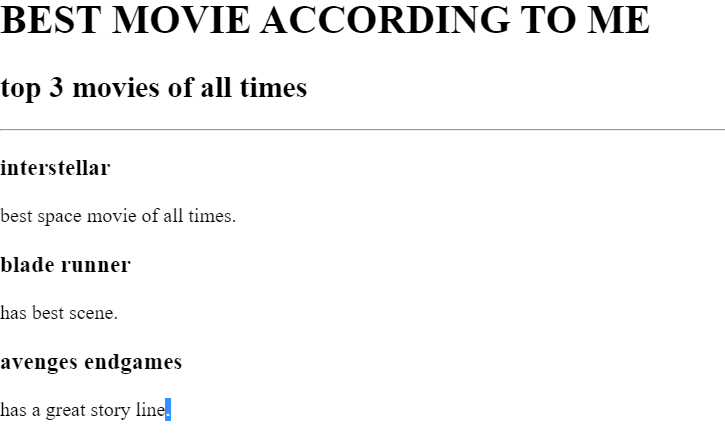 BEST MOVIE ACCORDING TO ME
top 3 movies of all times
interstellar
best space movie of all times.
blade runner
has best scene.
avenges endgames
has a great story line.